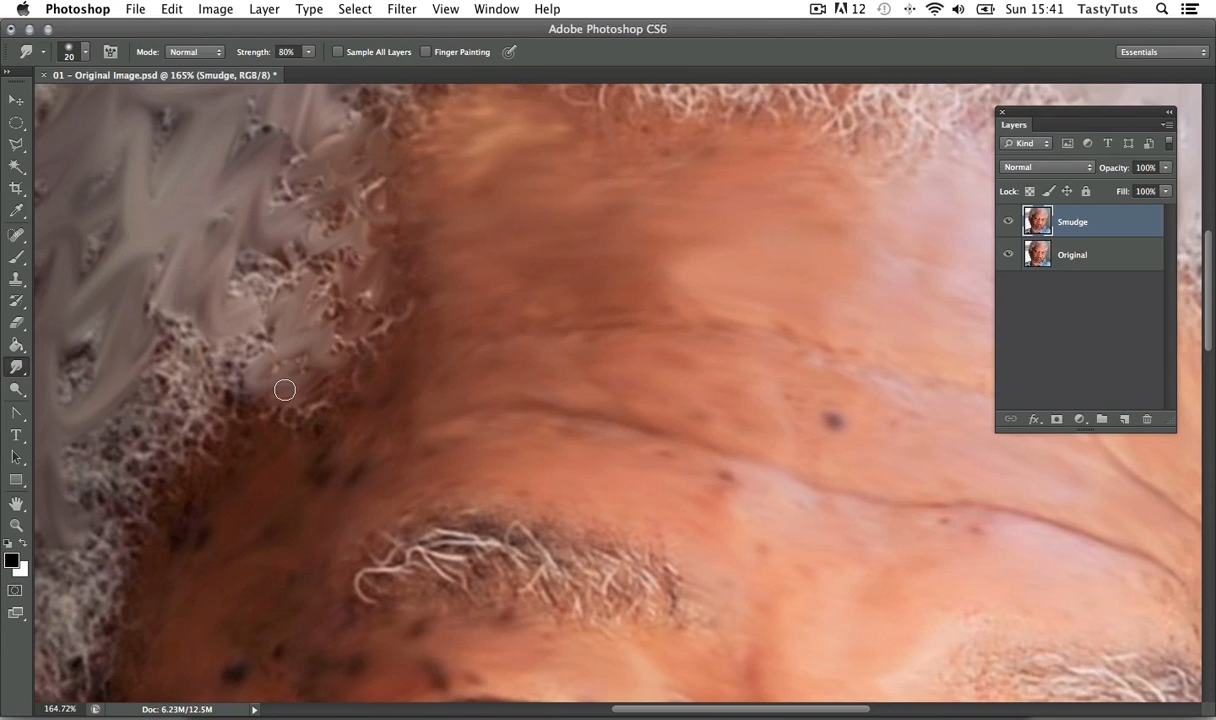 Photoshop File Edit Image Layer Type Select Filter View Window Help 12 Sun 15:41 TastyTuts
Adobe Photoshop CS6
20 Mode: Normal Strength: 80% Sample All Layers Finger Painting Essentials
01 - Original Image.psd @ 165% (Smudge, RGB/8) *
Layers
Kind
Normal Opacity: 100%
Lock: Fill: 100%
Smudge
Original
164.72% Doc: 6.23M/12.5M